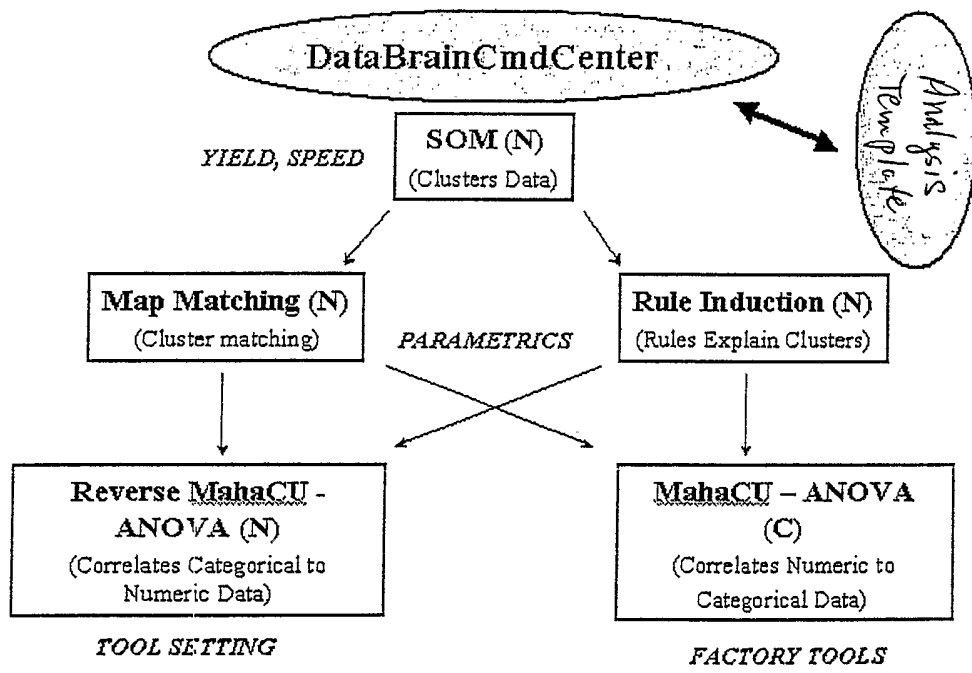 DataBrainCmdCenter
Analysis
Template
SOM (N)
(Clusters Data)
YIELD, SPEED
Map Matching (N)
(Cluster matching)
PARAMETRICS
Rule Induction (N)
(Rules Explain Clusters)
Reverse MahaCU -
ANOVA (N)
(Correlates Categorical to
Numeric Data)
MahaCU – ANOVA
(C)
(Correlates Numeric to
Categorical Data)
TOOL SETTING
FACTORY TOOLS